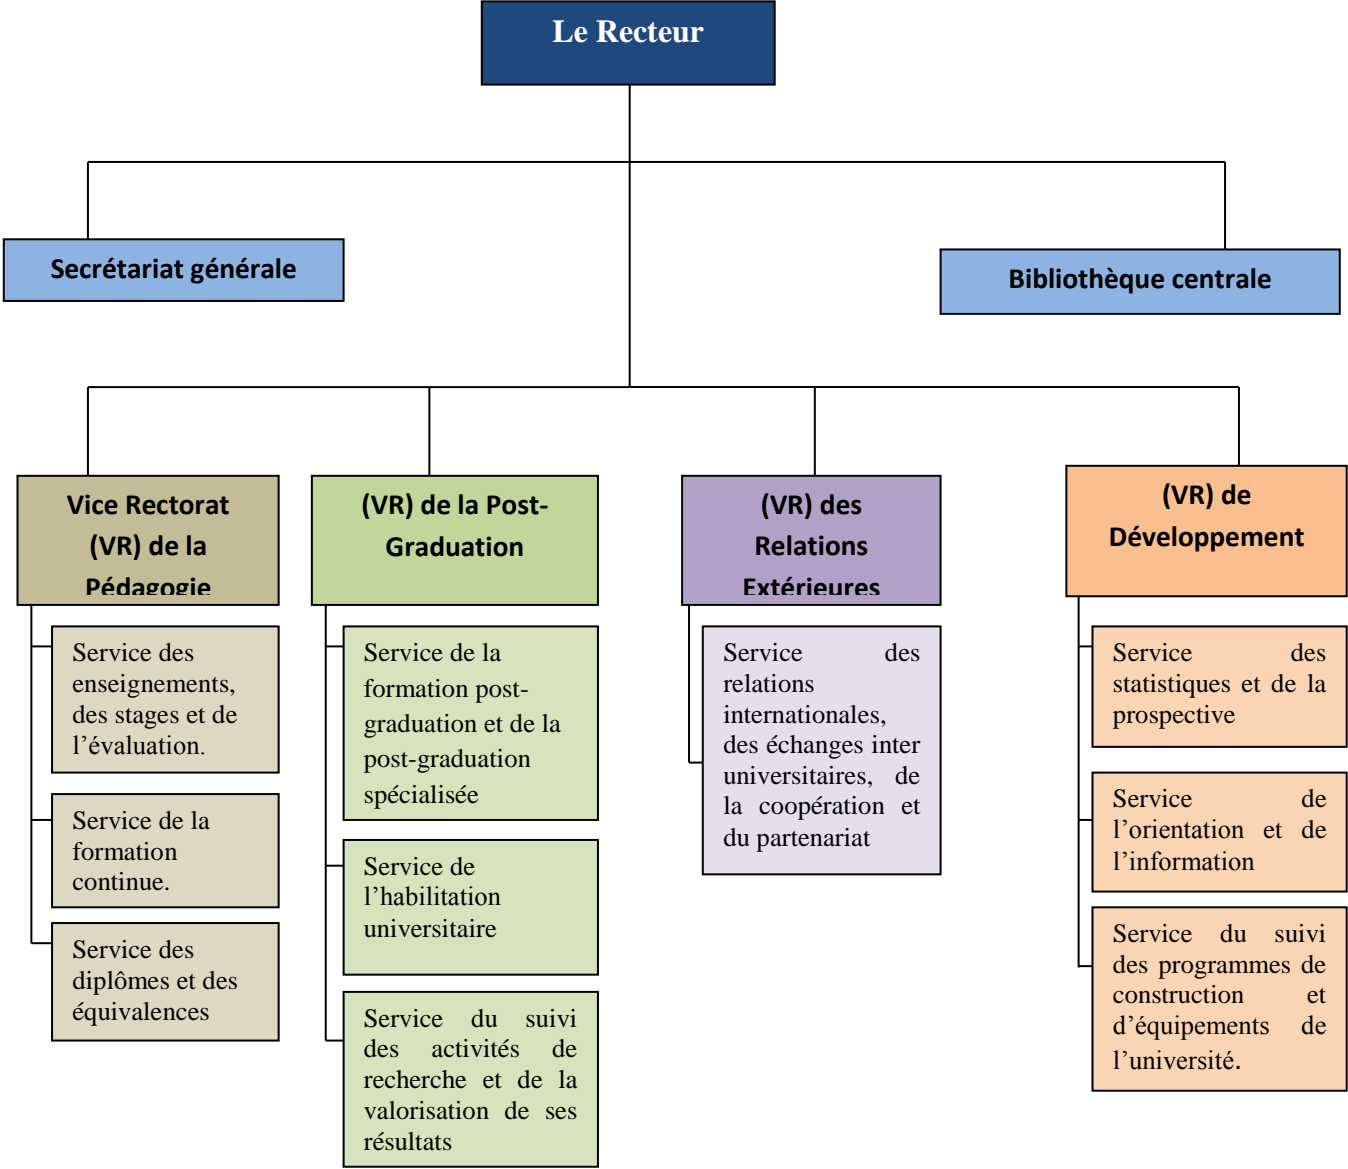 Le Recteur
Secrétariat générale
Bibliothèque centrale
Vice Rectorat
(VR) de la
Pédagogie
Service des
enseignements,
des stages et de
l’évaluation.
Service de la
formation
continue.
Service des
diplômes et des
équivalences
(VR) de la Post-
Graduation
Service de la
formation post-
graduation et de la
post-graduation
spécialisée
Service de
l’habilitation
universitaire
Service du suivi
des activités de
recherche et de la
valorisation de ses
résultats
(VR) des
Relations
Extérieures
Service des
relations
internationales,
des échanges inter
universitaires, de
la coopération et
du partenariat
(VR) de
Développement
Service des
statistiques et de la
prospective
Service de
l’orientation et de
l’information
Service du suivi
des programmes de
construction et
d’équipements de
l’université.